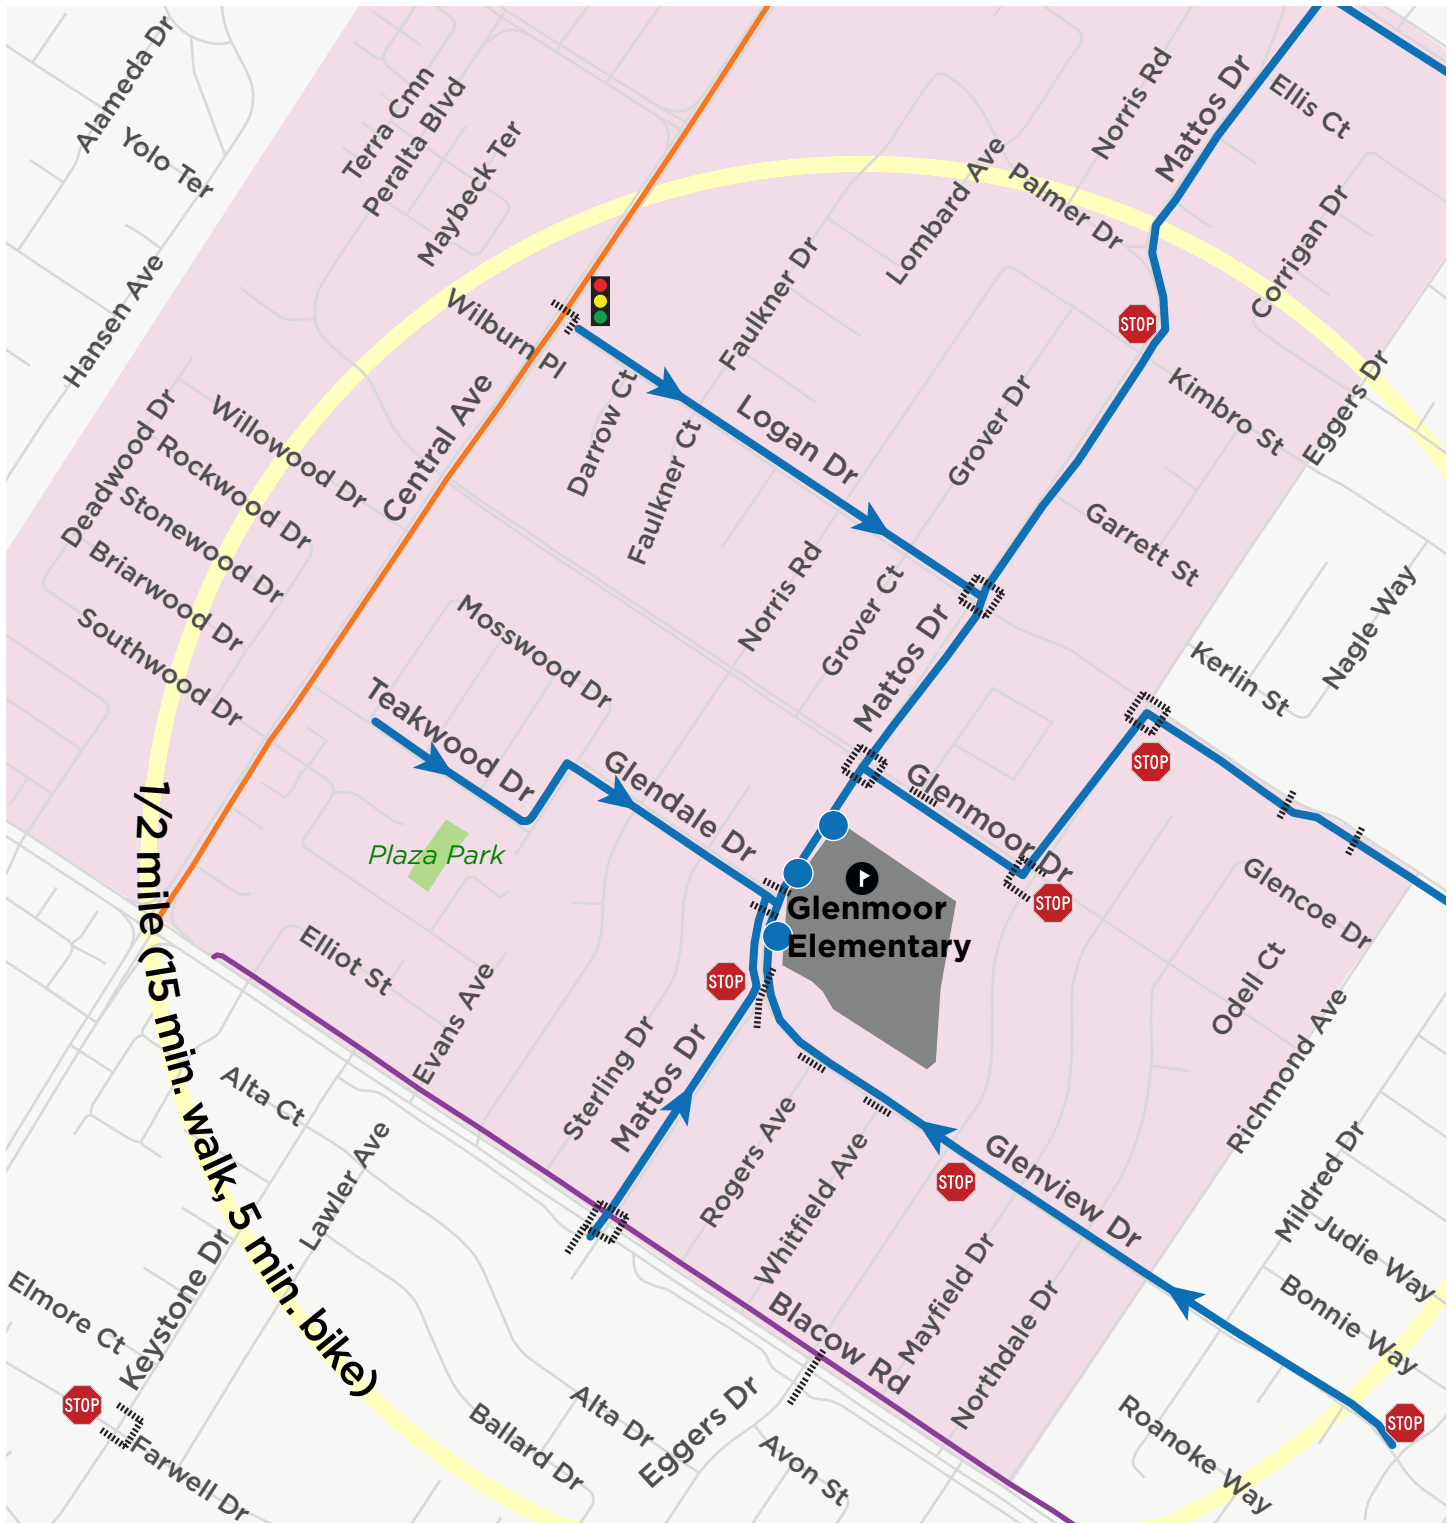 Alameda Dr
Yolo Ter
Hansen Ave
Terra Cmn
Peralta Blvd
Maybeck Ter
Norris Rd
Mattos Dr
Ellis Ct
Lombard Ave
Palmer Dr
Corrigan Dr
Faulkner Dr
Wilburn Pl
STOP
Eggers Dr
Kimbro St
Deadwood Dr
Willowood Dr
Rockwood Dr
Stonewood Dr
Briarwood Dr
Southwood Dr
Central Ave
Darrow Ct
Faulkner Ct
Logan Dr
Grover Dr
Garrett St
Norris Rd
Grover Ct
Mattos Dr
Nagle Way
Kerlin St
Mosswood Dr
Teakwood Dr
Glendale Dr
Glenmoor Dr
STOP
Plaza Park
Glenmoor
Elementary
STOP
Glencoe Dr
1/2 mile (15 min. walk, 5 min. bike)
Elliot St
Evans Ave
STOP
Odell Ct
Richmond Ave
Sterling Dr
Mattos Dr
Alta Ct
Lawler Ave
Rogers Ave
Whitfield Ave
STOP
Glenview Dr
Mildred Dr
Judie Way
Bonnie Way
Elmore Ct
Keystone Dr
Mayfield Dr
Northdale Dr
Blacow Rd
STOP
Farwell Dr
Ballard Dr
Alta Dr
Eggers Dr
Avon St
Roanoke Way
STOP